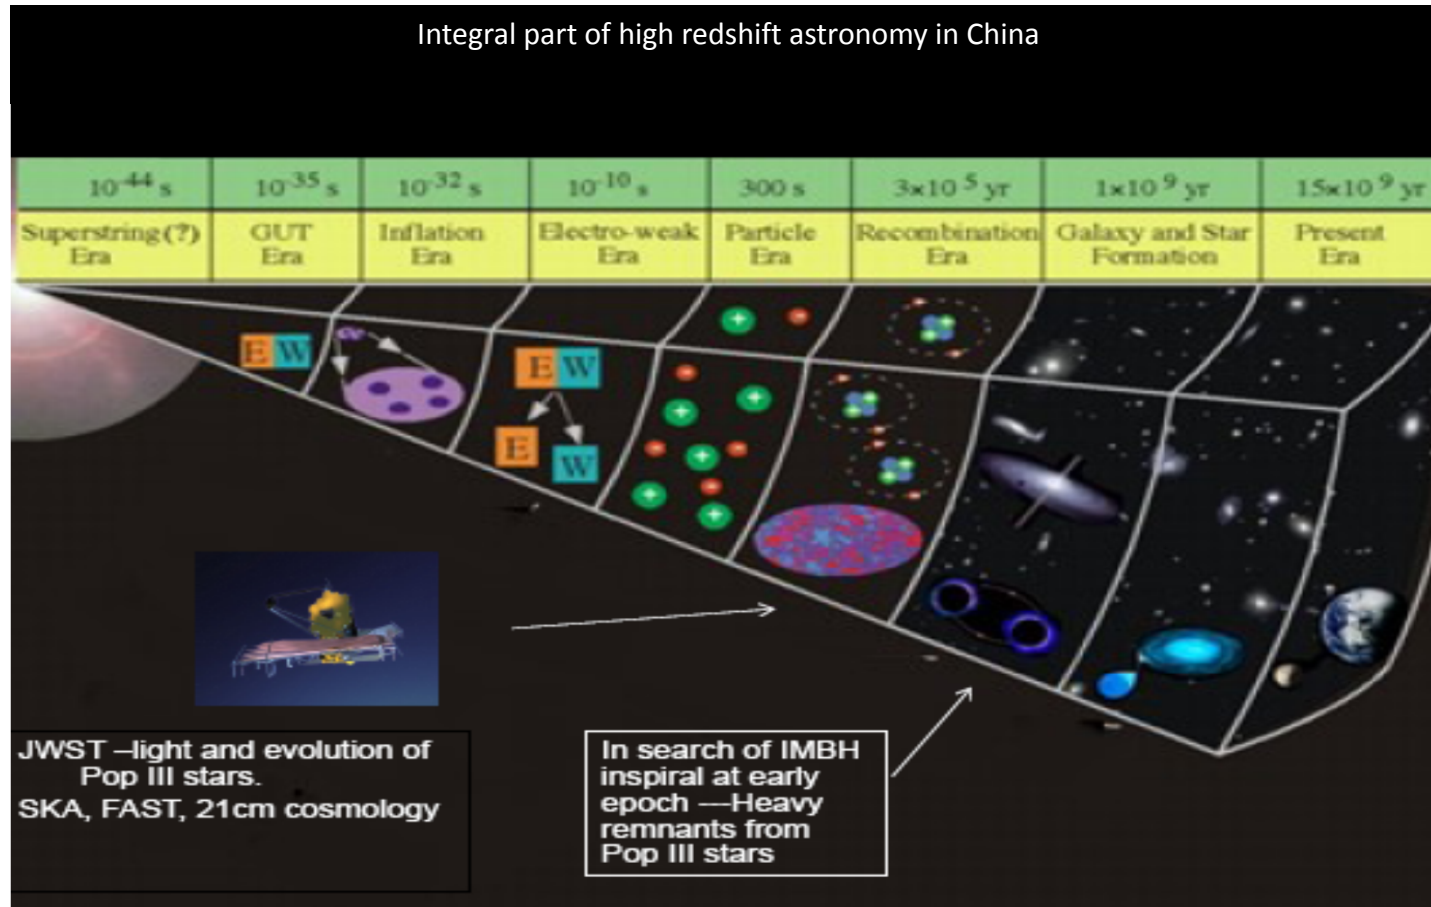 Integral part of high redshift astronomy in China
10⁻⁴⁴ s 10⁻³⁵ s 10⁻³² s 10⁻¹⁰ s 300 s 3×10⁵ yr 1×10⁹ yr 15×10⁹ yr
Superstring(?) GUT Inflation Electro-weak Particle Recombination Galaxy and Star Present
Era Era Era Era Era Era Formation Era
+ -
E W
E W
E
W
JWST –light and evolution of
Pop III stars.
SKA, FAST, 21cm cosmology
In search of IMBH
inspiral at early
epoch ---Heavy
remnants from
Pop III stars